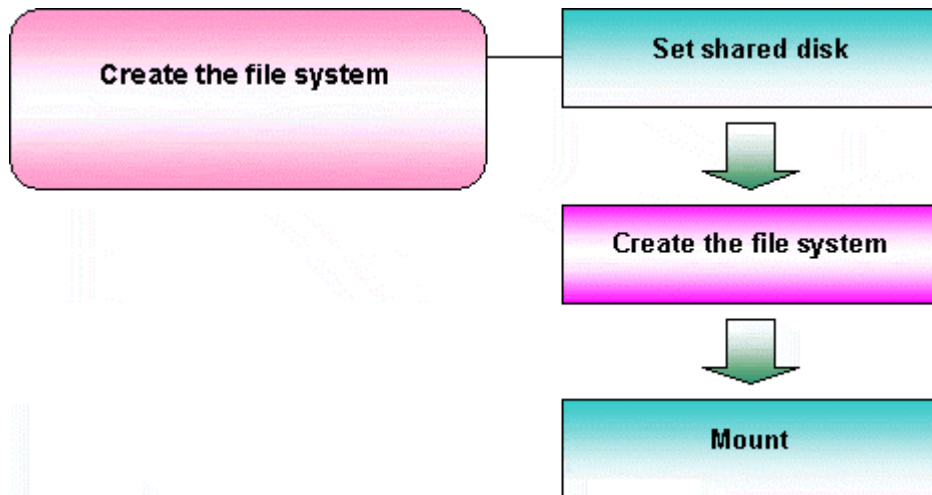 Create the file system
Set shared disk
Create the file system
Mount